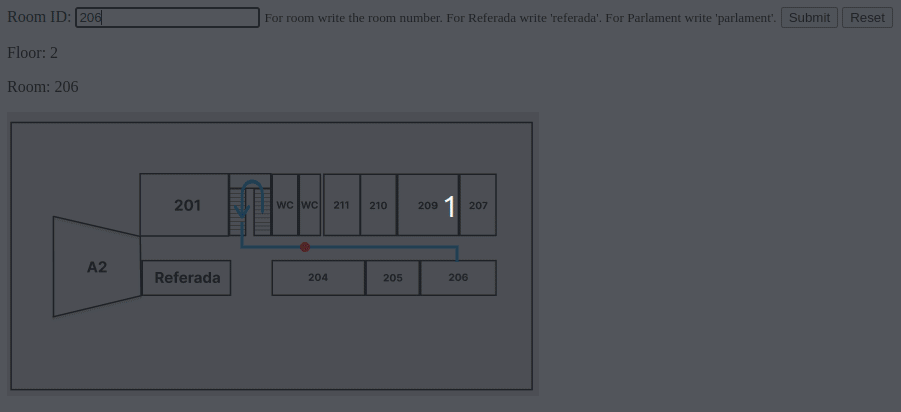 Room ID: 206 For room write the room number. For Referada write 'referada'. For Parlament write 'parlament'. Submit Reset
Floor: 2
Room: 206
201 WC WC 211 210 209 1 207
A2 Referada 204 205 206